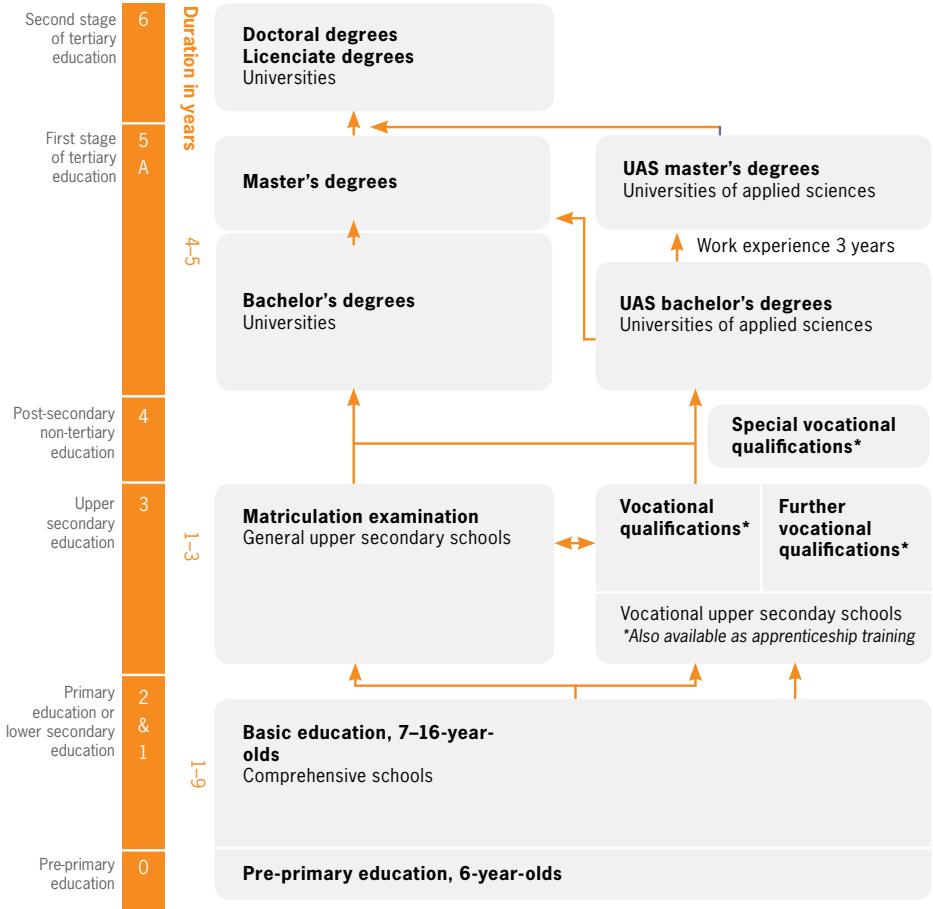 Second stage
of tertiary
education
6
Duration in years
Doctoral degrees
Licenciate degrees
Universities
First stage
of tertiary
education
5
A
4–5
Master's degrees
UAS master's degrees
Universities of applied sciences
Work experience 3 years
Bachelor's degrees
Universities
UAS bachelor's degrees
Universities of applied sciences
Post-secondary
non-tertiary
education
4
Special vocational
qualifications*
Upper
secondary
education
3
1–3
Matriculation examination
General upper secondary schools
Vocational
qualifications*
Further
vocational
qualifications*
Vocational upper seconday schools
*Also available as apprenticeship training
Primary
education or
lower secondary
education
2
&
1
1–9
Basic education, 7–16-year-
olds
Comprehensive schools
Pre-primary
education
0
Pre-primary education, 6-year-olds